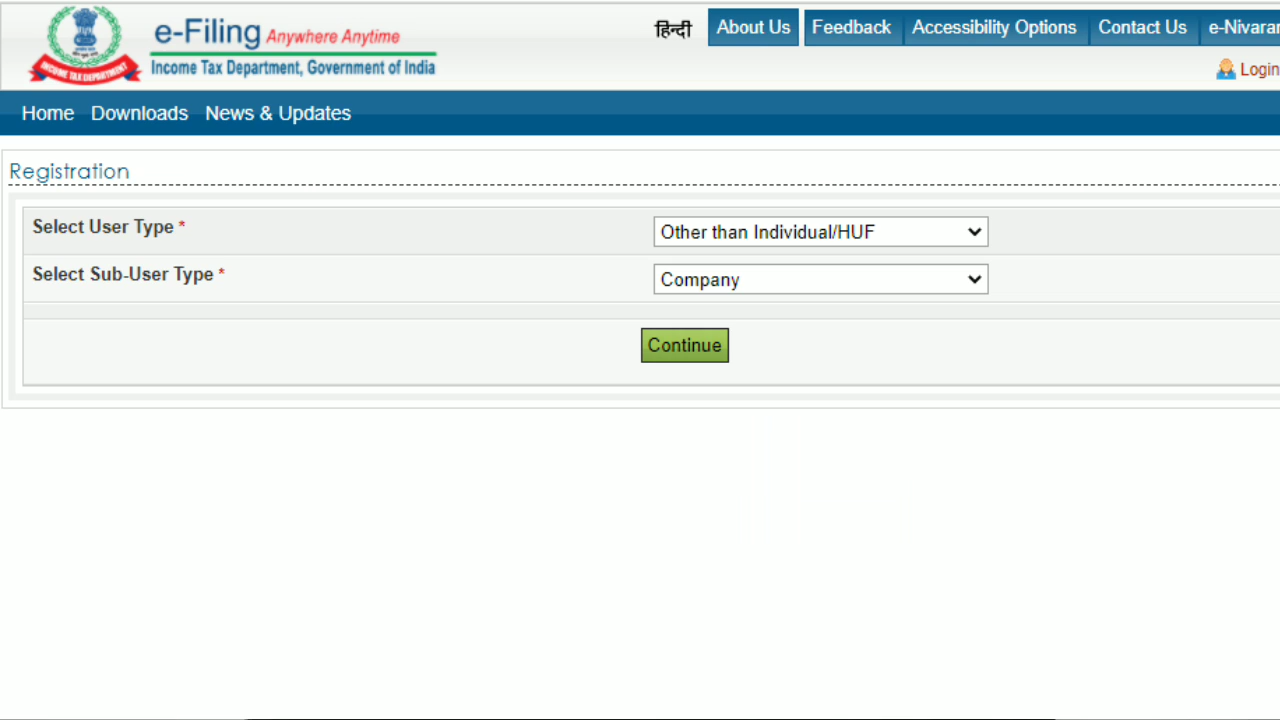 e-Filing Anywhere Anytime
Income Tax Department, Government of India
हिन्दी About Us Feedback Accessibility Options Contact Us
Login
Home Downloads News & Updates
Registration
Select User Type * Other than Individual/HUF
Select Sub-User Type * Company
Continue